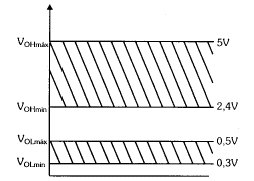 VOHmáx 5V
VOHmin 2,4V
VOLmáx 0,5V
VOLmin 0,3V